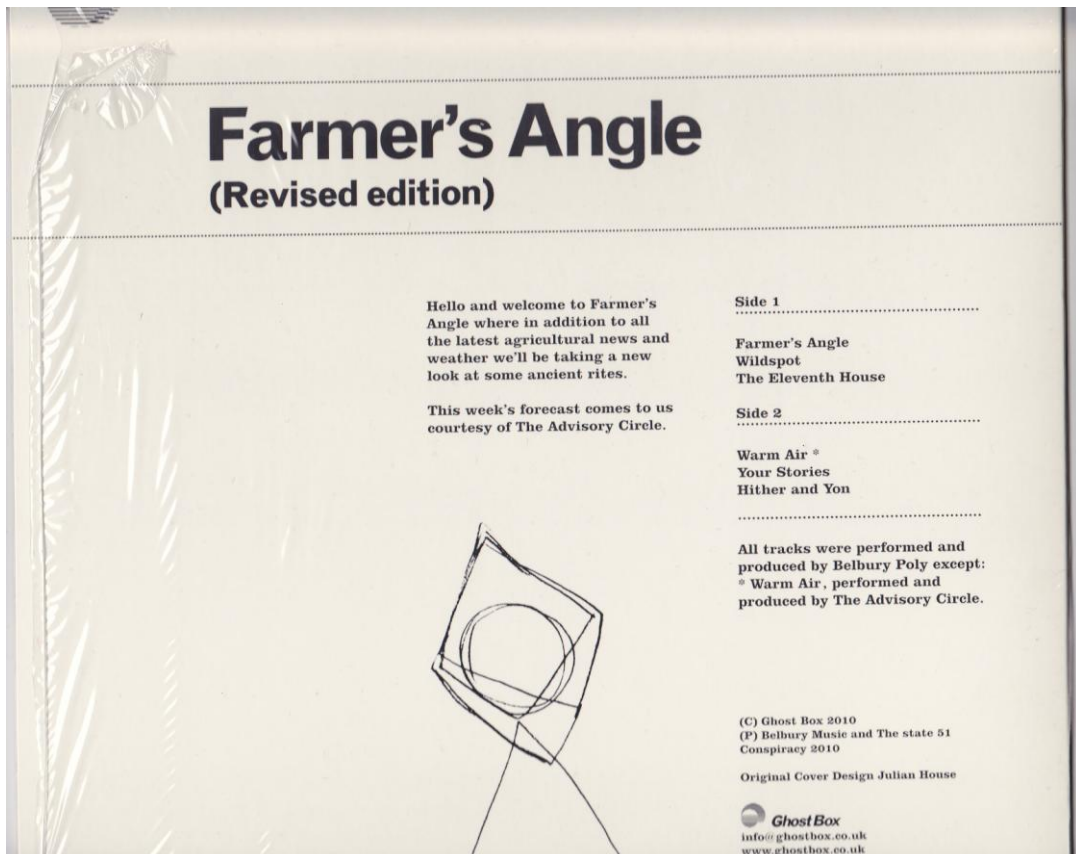 Farmer's Angle
(Revised edition)
Hello and welcome to Farmer's
Angle where in addition to all
the latest agricultural news and
weather we'll be taking a new
look at some ancient rites.
This week's forecast comes to us
courtesy of The Advisory Circle.
Side 1
Farmer's Angle
Wildspot
The Eleventh House
Side 2
Warm Air *
Your Stories
Hither and Yon
All tracks were performed and
produced by Belbury Poly except:
* Warm Air, performed and
produced by The Advisory Circle.
(C) Ghost Box 2010
(P) Belbury Music and The state 51
Conspiracy 2010
Original Cover Design Julian House
Ghost Box
info@ghostbox.co.uk
www.ghostbox.co.uk